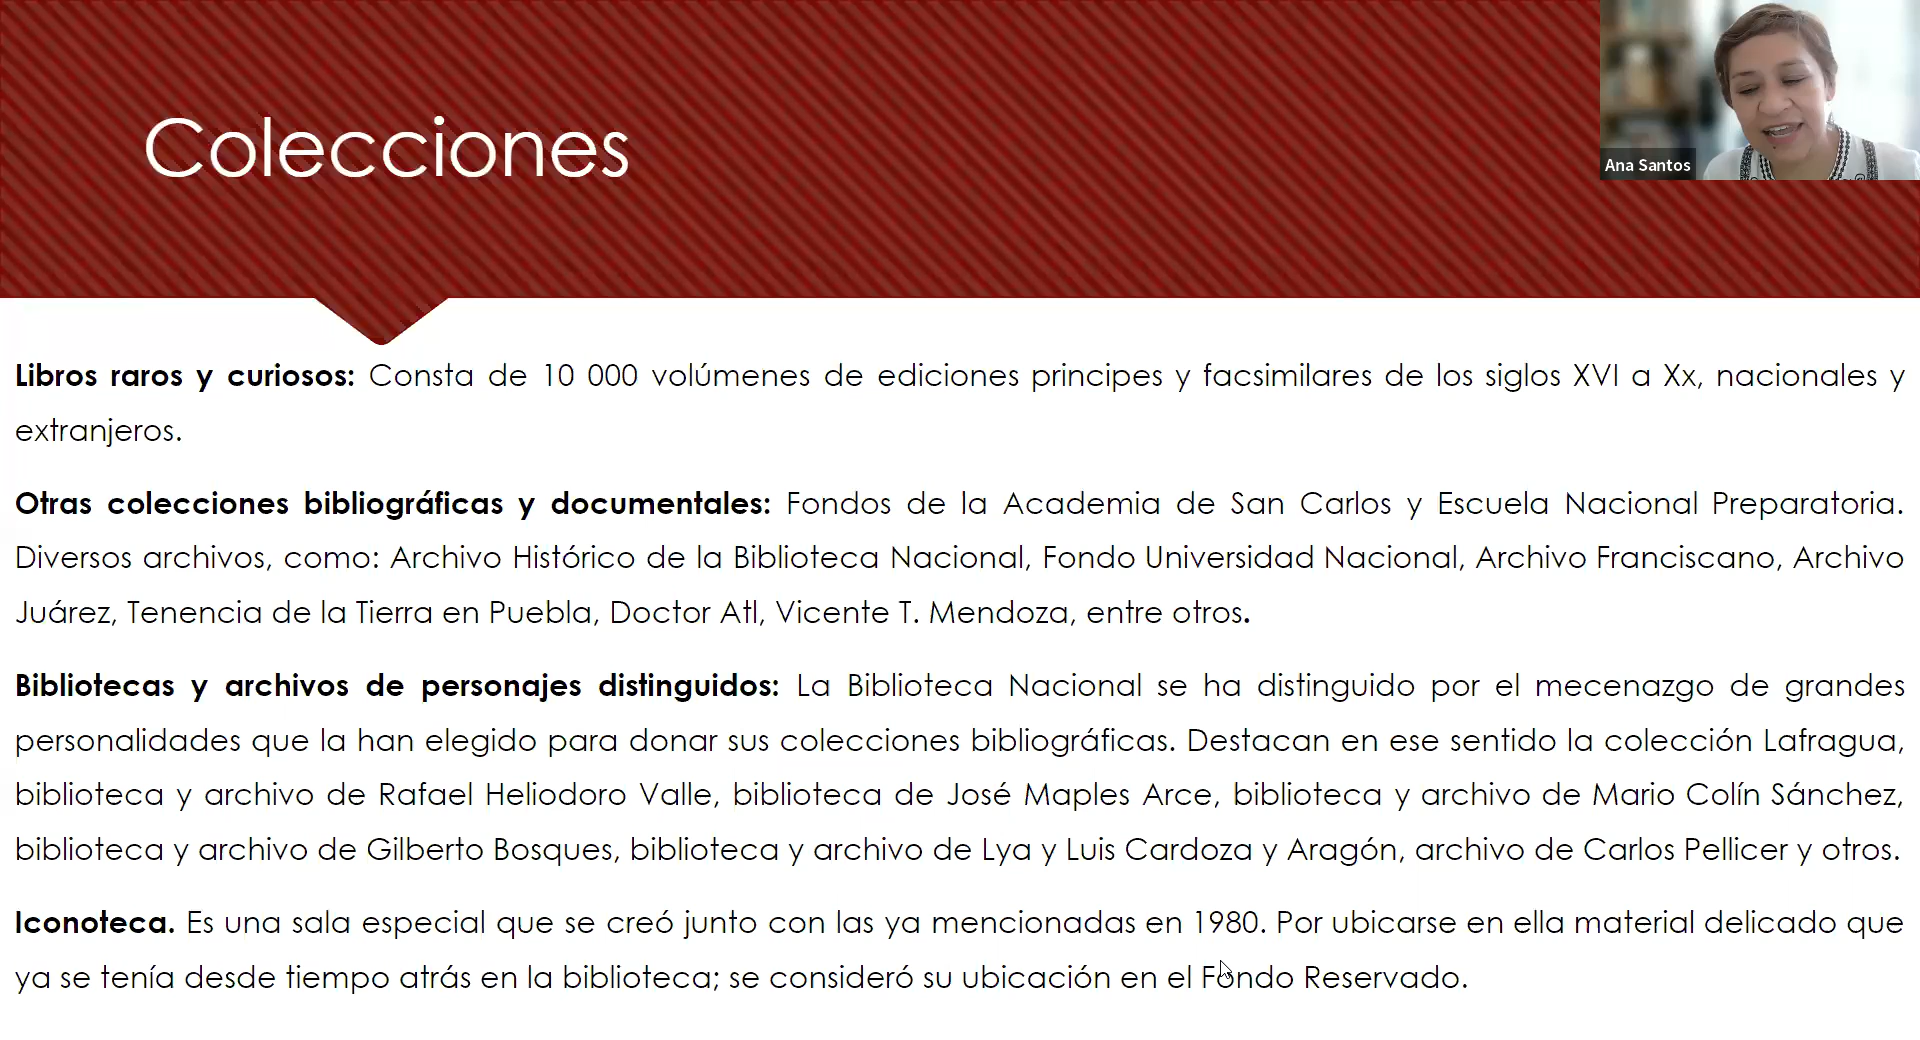 Colecciones
Ana Santos
Libros raros y curiosos: Consta de 10 000 volúmenes de ediciones principes y facsimilares de los siglos XVI a Xx, nacionales y
extranjeros.
Otras colecciones bibliográficas y documentales: Fondos de la Academia de San Carlos y Escuela Nacional Preparatoria.
Diversos archivos, como: Archivo Histórico de la Biblioteca Nacional, Fondo Universidad Nacional, Archivo Franciscano, Archivo
Juárez, Tenencia de la Tierra en Puebla, Doctor Atl, Vicente T. Mendoza, entre otros.
Bibliotecas y archivos de personajes distinguidos: La Biblioteca Nacional se ha distinguido por el mecenazgo de grandes
personalidades que la han elegido para donar sus colecciones bibliográficas. Destacan en ese sentido la colección Lafragua,
biblioteca y archivo de Rafael Heliodoro Valle, biblioteca de José Maples Arce, biblioteca y archivo de Mario Colín Sánchez,
biblioteca y archivo de Gilberto Bosques, biblioteca y archivo de Lya y Luis Cardoza y Aragón, archivo de Carlos Pellicer y otros.
Iconoteca. Es una sala especial que se creó junto con las ya mencionadas en 1980. Por ubicarse en ella material delicado que
ya se tenía desde tiempo atrás en la biblioteca; se consideró su ubicación en el Fondo Reservado.